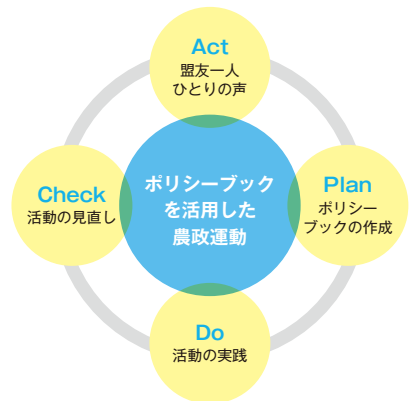 Act
盟友一人
ひとりの声
Check
活動の見直し
ポリシーブック
を活用した
農政運動
Plan
ポリシー
ブックの作成
Do
活動の実践